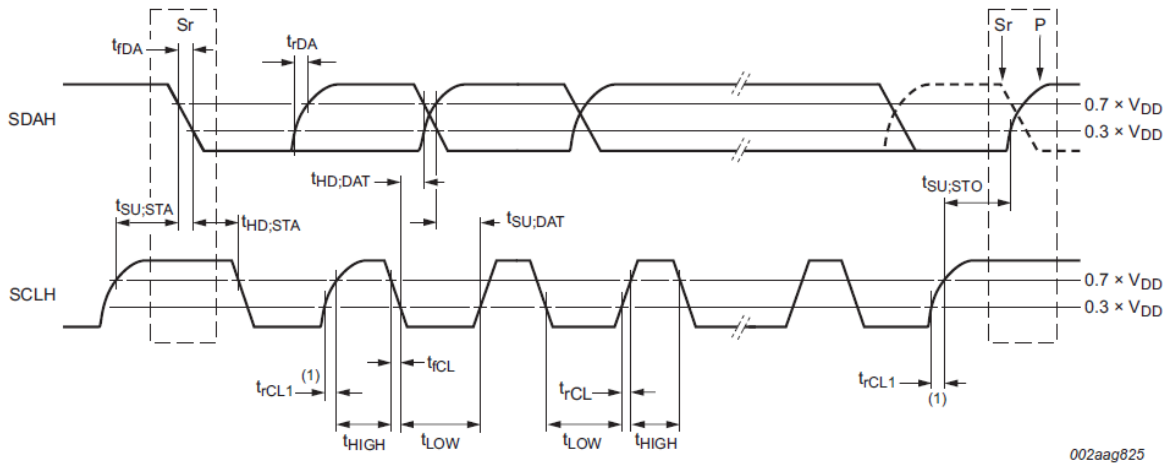 Sr
Sr P
tfDA
trDA
0.7 × VDD
SDAH
0.3 × VDD
tHD;DAT
tSU;STO
tSU;STA
tHD;STA
tSU;DAT
0.7 × VDD
SCLH
0.3 × VDD
tfCL
trCL1 (1)
trCL
trCL1
(1)
tHIGH
tLOW
tLOW
tHIGH
002aag825